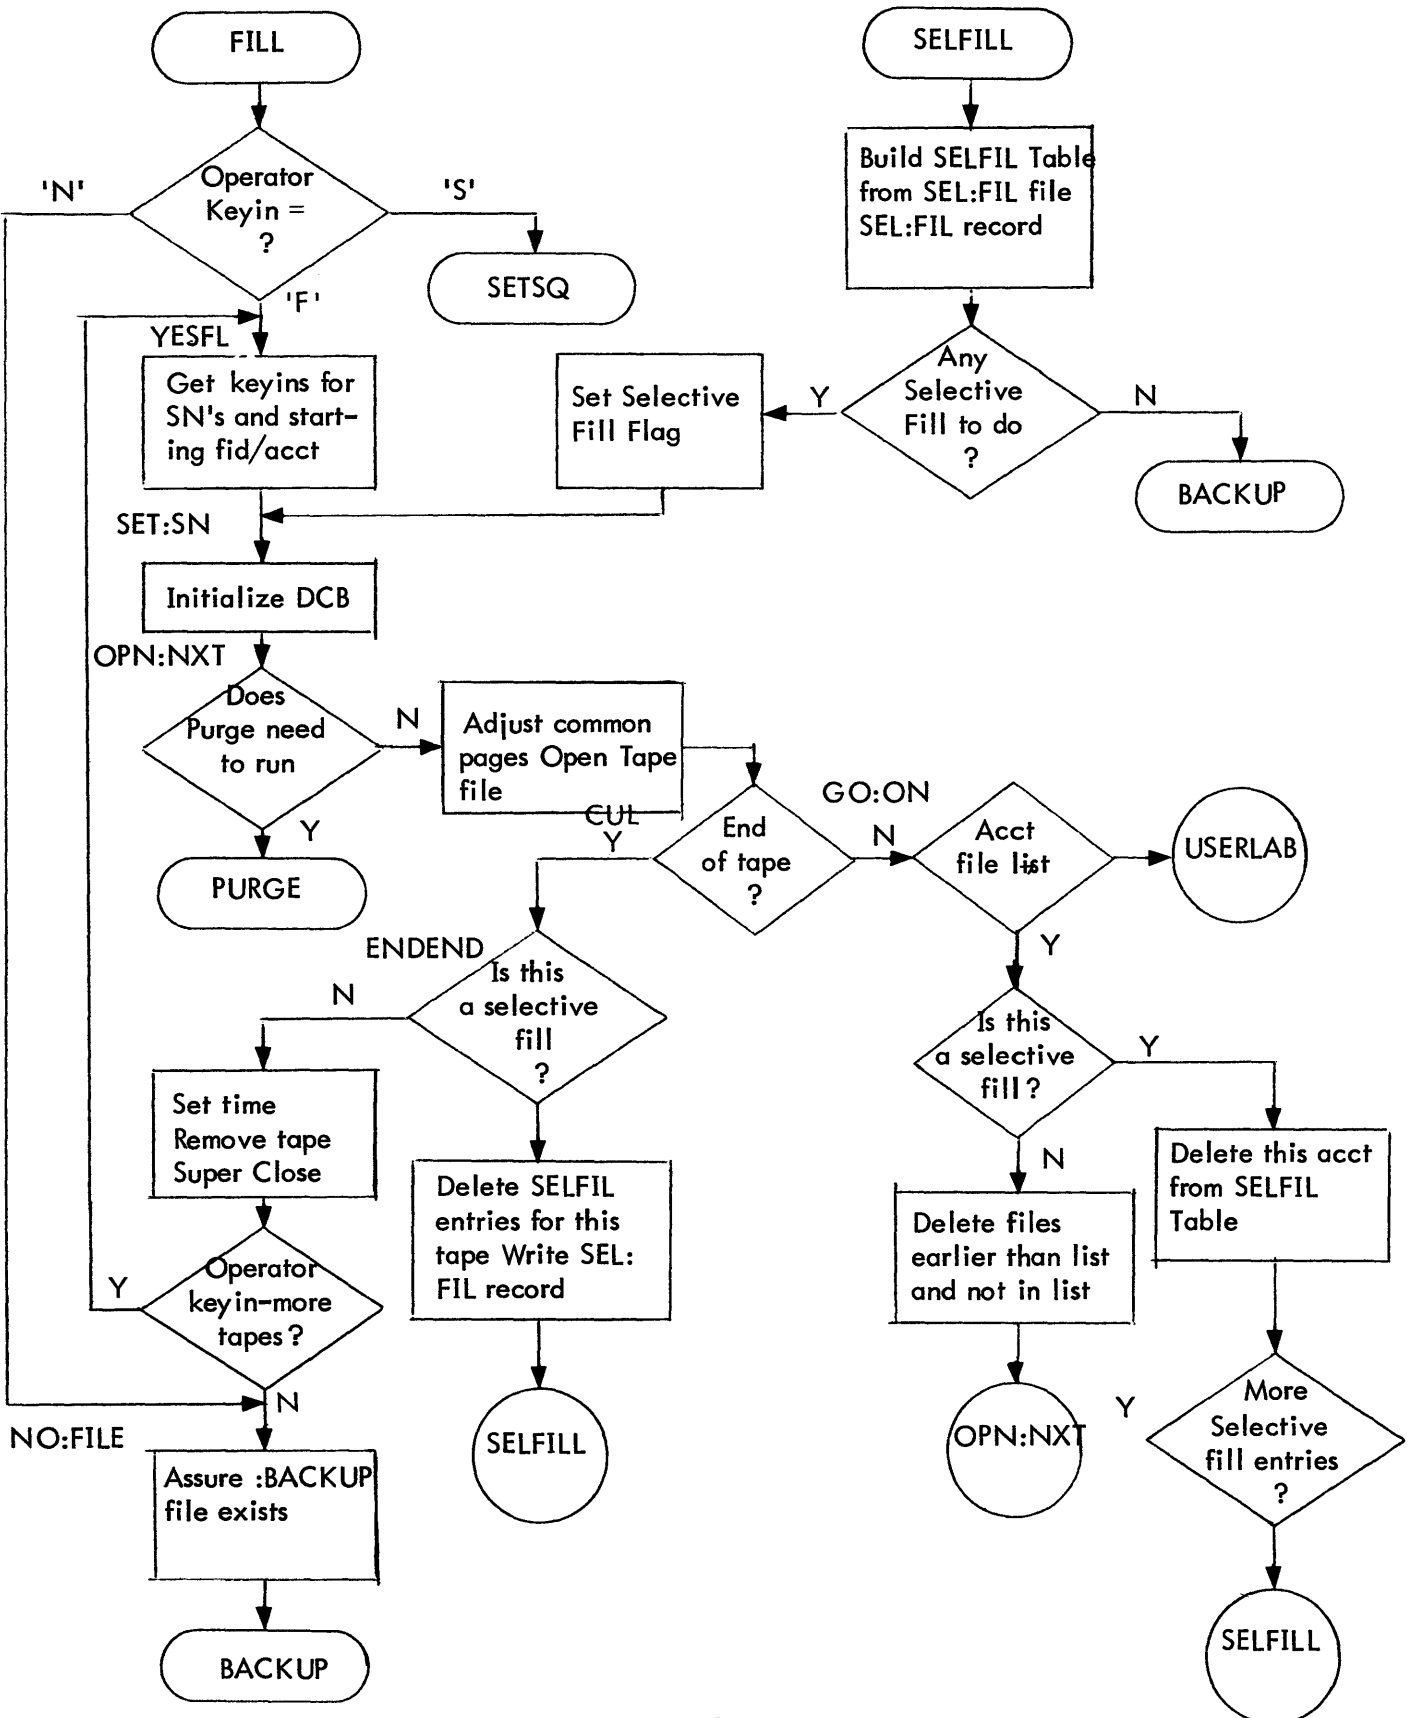 FILL
SELFILL
Operator
Keyin =
?
'N'
'S'
'F'
SETSQ
Build SELFIL Table
from SEL:FIL file
SEL:FIL record
YESFL
Get keyins for
SN's and start-
ing fid/acct
Set Selective
Fill Flag
Y
Any
Selective
Fill to do
?
N
BACKUP
SET:SN
Initialize DCB
OPN:NXT
Does
Purge need
to run
N
Y
PURGE
Adjust common
pages Open Tape
file
CUL
Y
End
of tape
?
GO:ON
N
Acct
file list
USERLAB
Y
ENDEND
Is this
a selective
fill
?
N
Is this
a selective
fill?
Y
N
Set time
Remove tape
Super Close
Delete SELFIL
entries for this
tape Write SEL:
FIL record
Delete files
earlier than list
and not in list
Delete this acct
from SELFIL
Table
Operator
keyin-more
tapes?
Y
N
NO:FILE
Assure :BACKUP
file exists
BACKUP
SELFILL
OPN:NXT
Y
More
Selective
fill entries
?
SELFILL